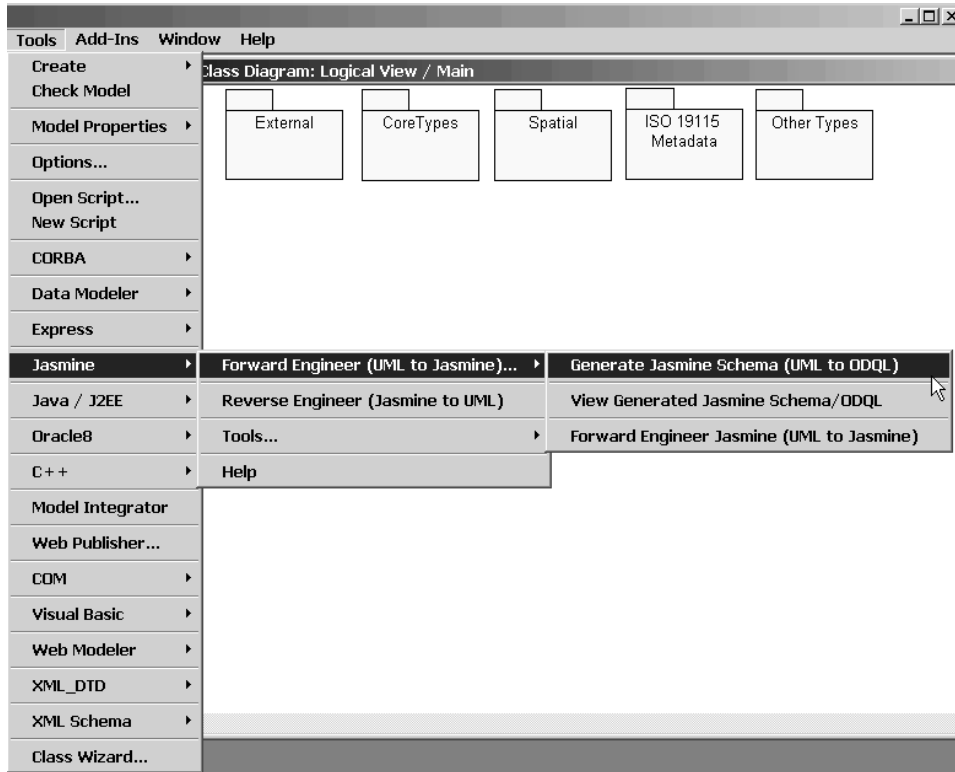 Tools Add-Ins Window Help
Class Diagram: Logical View / Main
External
CoreTypes
Spatial
ISO 19115
Metadata
Other Types
Create
Check Model
Model Properties
Options...
Open Script...
New Script
CORBA
Data Modeler
Express
Jasmine
Java / J2EE
Oracle8
C++
Model Integrator
Web Publisher...
COM
Visual Basic
Web Modeler
XML_DTD
XML Schema
Class Wizard...
Forward Engineer (UML to Jasmine)...
Reverse Engineer (Jasmine to UML)
Tools...
Help
Generate Jasmine Schema (UML to ODQL)
View Generated Jasmine Schema/ODQL
Forward Engineer Jasmine (UML to Jasmine)